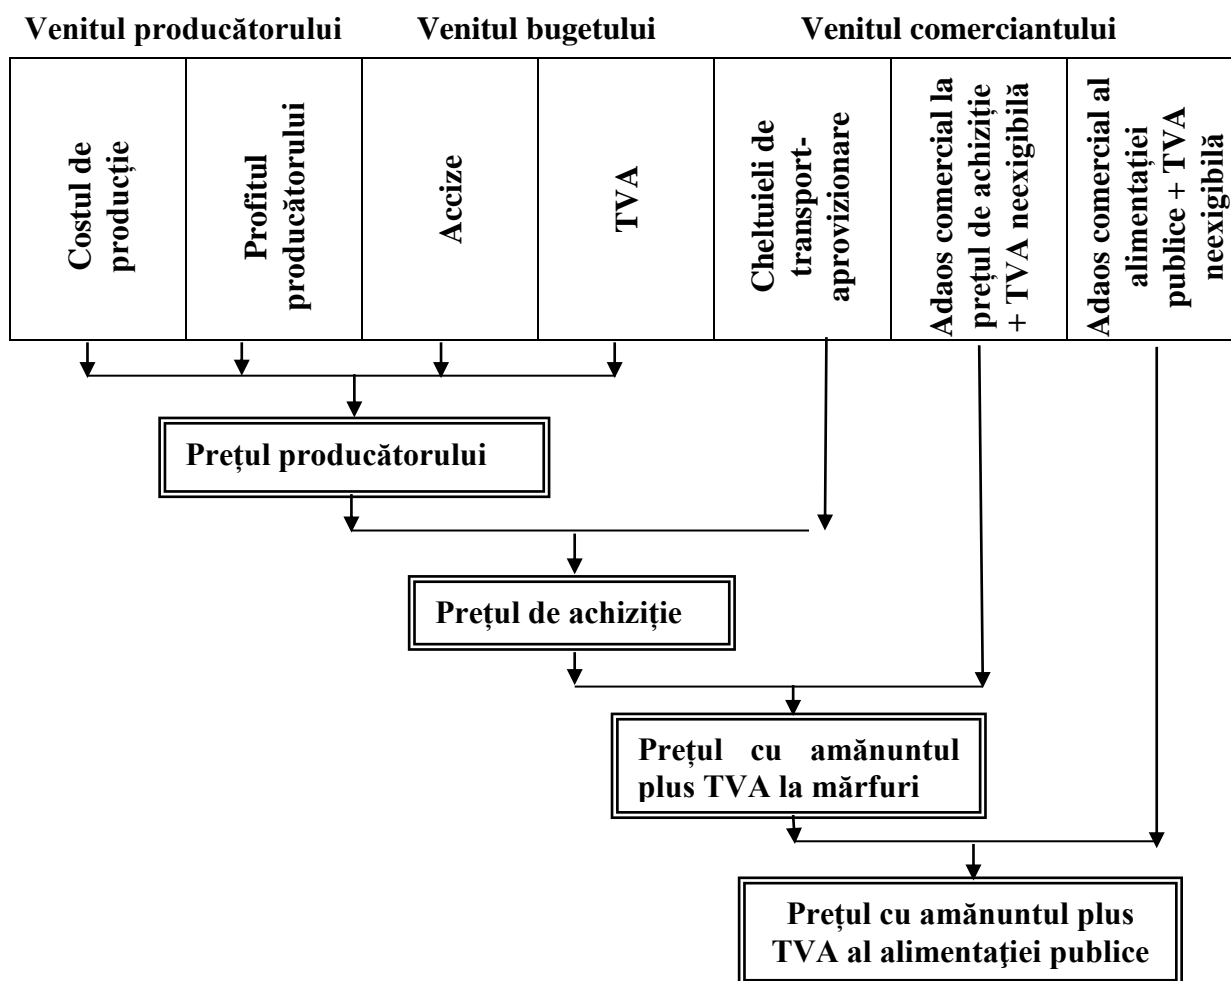 Venitul producătorului
Venitul bugetului
Venitul comerciantului
Costul de
producție
Profitul
producătorului
Accize
TVA
Cheltuieli de
transport-
aprovizionare
Adaos comercial la
prețul de achiziție
+ TVA neexigibilă
Adaos comercial al
alimentației
publice + TVA
neexigibilă
Prețul producătorului
Prețul de achiziție
Prețul cu amănuntul
plus TVA la mărfuri
Prețul cu amănuntul plus
TVA al alimentaţiei publice